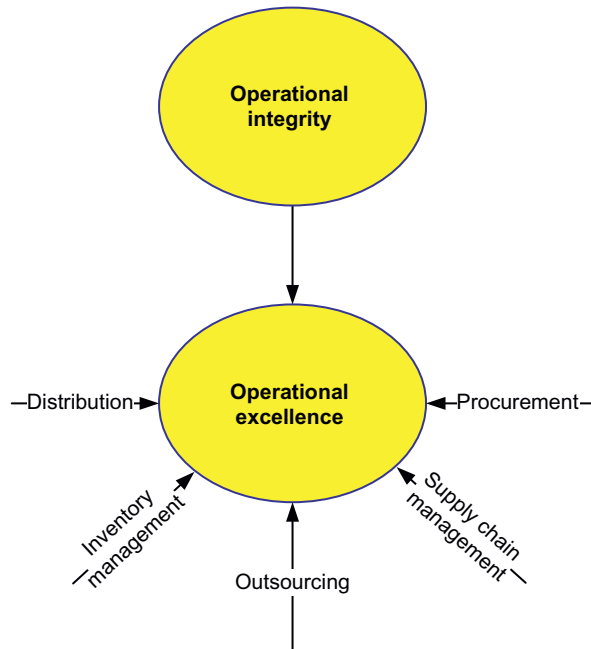 Operational
integrity
Operational
excellence
Distribution
Procurement
Inventory
management
Supply chain
management
Outsourcing